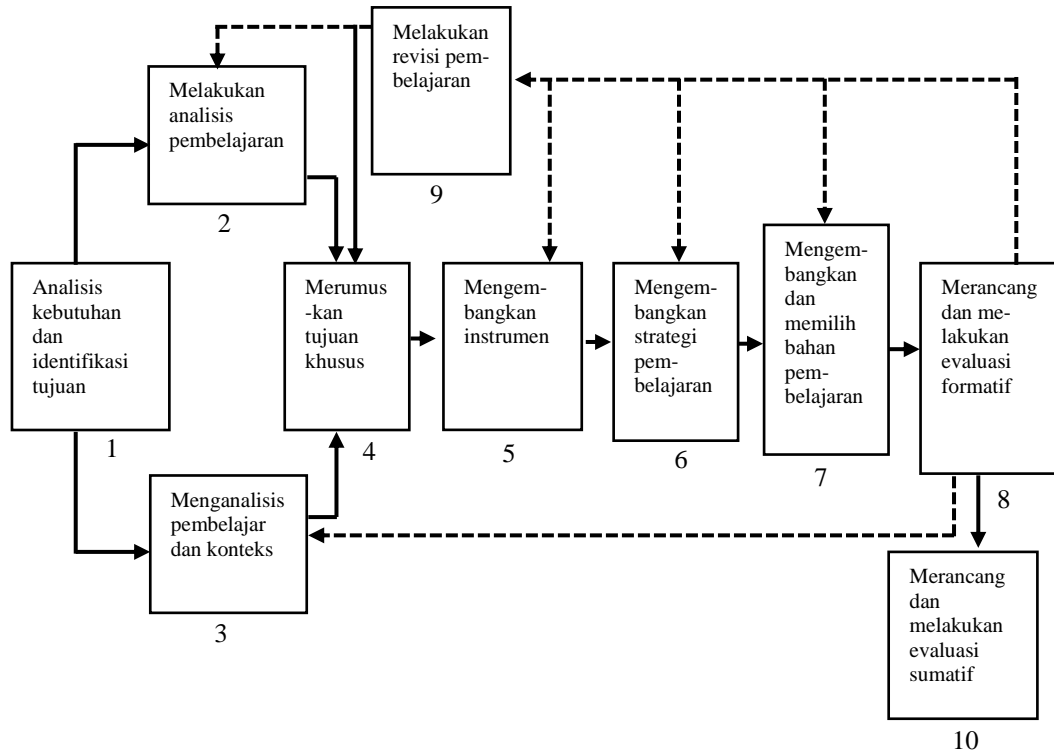 Melakukan
revisi pem-
belajaran
9
Melakukan
analisis
pembelajaran
2
Analisis
kebutuhan
dan
identifikasi
tujuan
1
Menganalisis
pembelajar
dan konteks
3
Merumus
-kan
tujuan
khusus
4
Mengem-
bangkan
instrumen
5
Mengem-
bangkan
strategi
pem-
belajaran
6
Mengem-
bangkan
dan
memilih
bahan
pem-
belajaran
7
Merancang
dan me-
lakukan
evaluasi
formatif
8
Merancang
dan
melakukan
evaluasi
sumatif
10